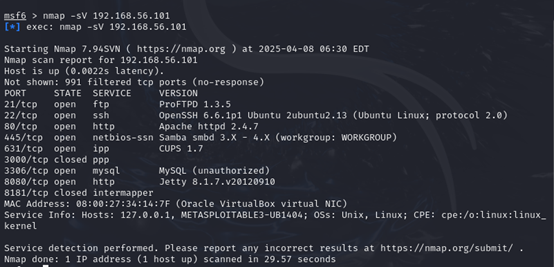 msf6 > nmap -sV 192.168.56.101
[*] exec: nmap -sV 192.168.56.101

Starting Nmap 7.94SVN ( https://nmap.org ) at 2025-04-08 06:30 EDT
Nmap scan report for 192.168.56.101
Host is up (0.0022s latency).
Not shown: 991 filtered tcp ports (no-response)
PORT     STATE  SERVICE     VERSION
21/tcp   open   ftp         ProFTPD 1.3.5
22/tcp   open   ssh         OpenSSH 6.6.1p1 Ubuntu 2ubuntu2.13 (Ubuntu Linux; protocol 2.0)
80/tcp   open   http        Apache httpd 2.4.7
445/tcp  open   netbios-ssn Samba smbd 3.X - 4.X (workgroup: WORKGROUP)
631/tcp  open   ipp         CUPS 1.7
3000/tcp closed ppp
3306/tcp open   mysql       MySQL (unauthorized)
8080/tcp open   http        Jetty 8.1.7.v20120910
8181/tcp closed intermapper
MAC Address: 08:00:27:34:14:7F (Oracle VirtualBox virtual NIC)
Service Info: Hosts: 127.0.0.1, METASPLOITABLE3-UB1404; OSs: Unix, Linux; CPE: cpe:/o:linux:linux_
kernel

Service detection performed. Please report any incorrect results at https://nmap.org/submit/ .
Nmap done: 1 IP address (1 host up) scanned in 29.57 seconds